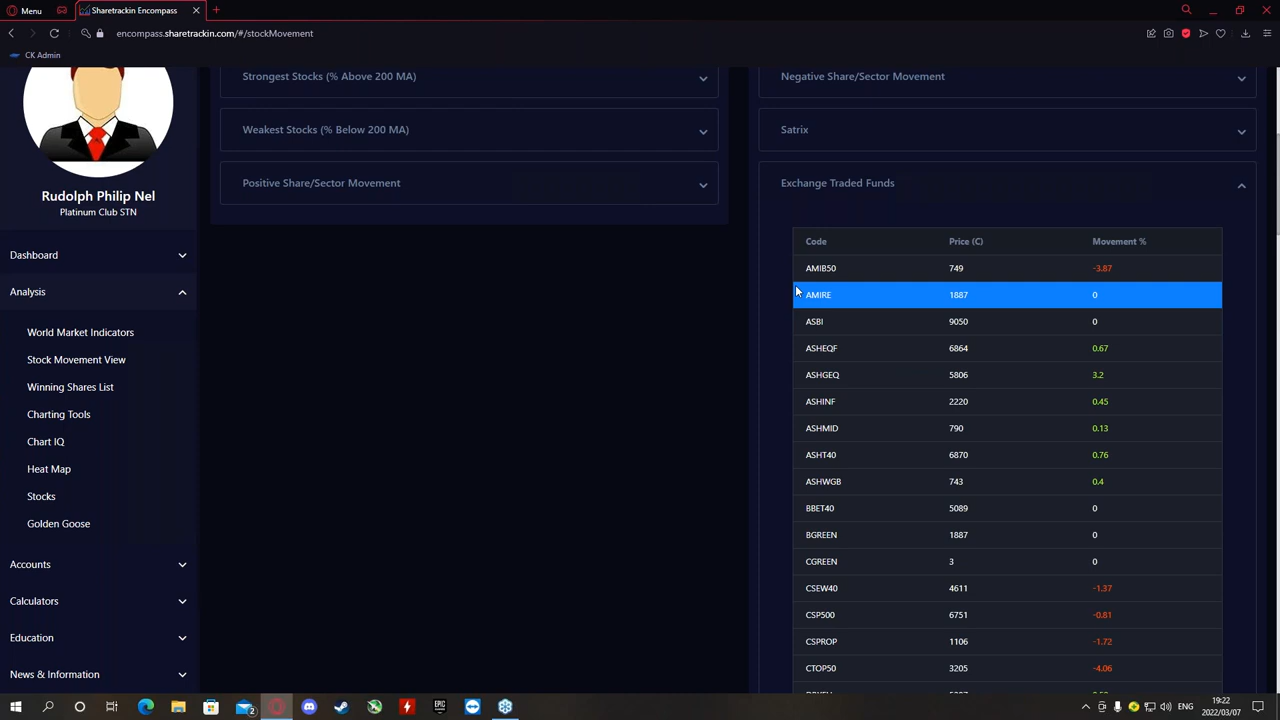 Menu
Sharetrackin Encompass
encompass.sharetrackin.com/#/stockMovement
CK Admin
Rudolph Philip Nel
Platinum Club STN
Dashboard
Analysis
World Market Indicators
Stock Movement View
Winning Shares List
Charting Tools
Chart IQ
Heat Map
Stocks
Golden Goose
Accounts
Calculators
Education
News & Information
Strongest Stocks (% Above 200 MA)
Weakest Stocks (% Below 200 MA)
Positive Share/Sector Movement
Negative Share/Sector Movement
Satrix
Exchange Traded Funds
Code Price (C) Movement %
AMIB50 749 -3.87
AMIRE 1887 0
ASBI 9050 0
ASHEQF 6864 0.67
ASHGEQ 5806 3.2
ASHINF 2220 0.45
ASHMID 790 0.13
ASHT40 6870 0.76
ASHWGB 743 0.4
BBET40 5089 0
BGREEN 1887 0
CGREEN 3 0
CSEW40 4611 -1.37
CSP500 6751 -0.81
CSPROP 1106 -1.72
CTOP50 3205 -4.06
2
EPIC
ENG
19:22
2022/03/07